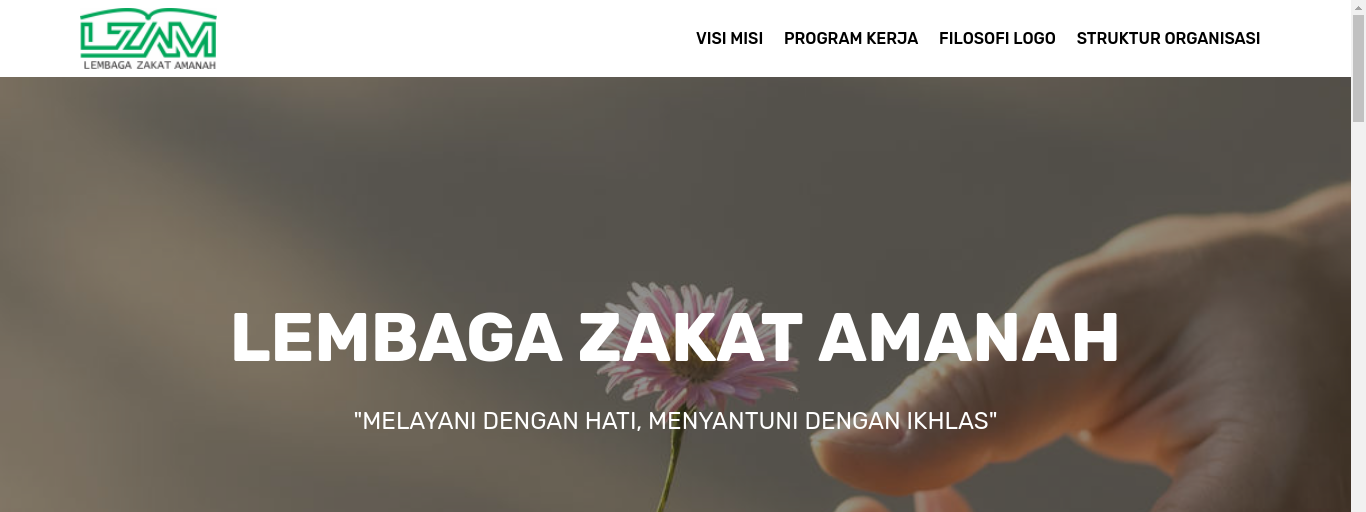 LZAM
LEMBAGA ZAKAT AMANAH
VISI MISI PROGRAM KERJA FILOSOFI LOGO STRUKTUR ORGANISASI
LEMBAGA ZAKAT AMANAH
"MELAYANI DENGAN HATI, MENYANTUNI DENGAN IKHLAS"